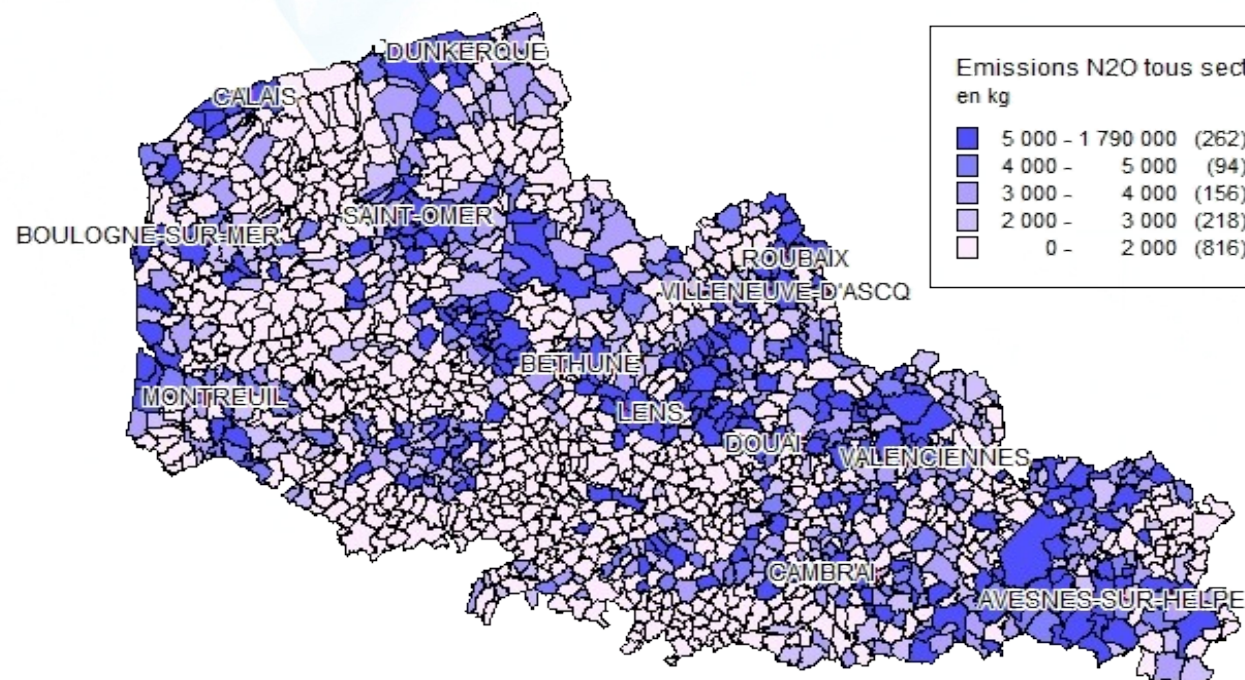 DUNKERQUE
CALAIS
SAINT-OMER
BOULOGNE-SUR-MER
ROUBAIX
VILLENEUVE-D'ASCQ
BETHUNE
MONTREUIL
LENS
DOUAI
VALENCIENNES
CAMBRAI
AVESNES-SUR-HELPE
Emissions N2O tous sect
en kg
5 000 - 1 790 000 (262)
4 000 - 5 000 (94)
3 000 - 4 000 (156)
2 000 - 3 000 (218)
0 - 2 000 (816)